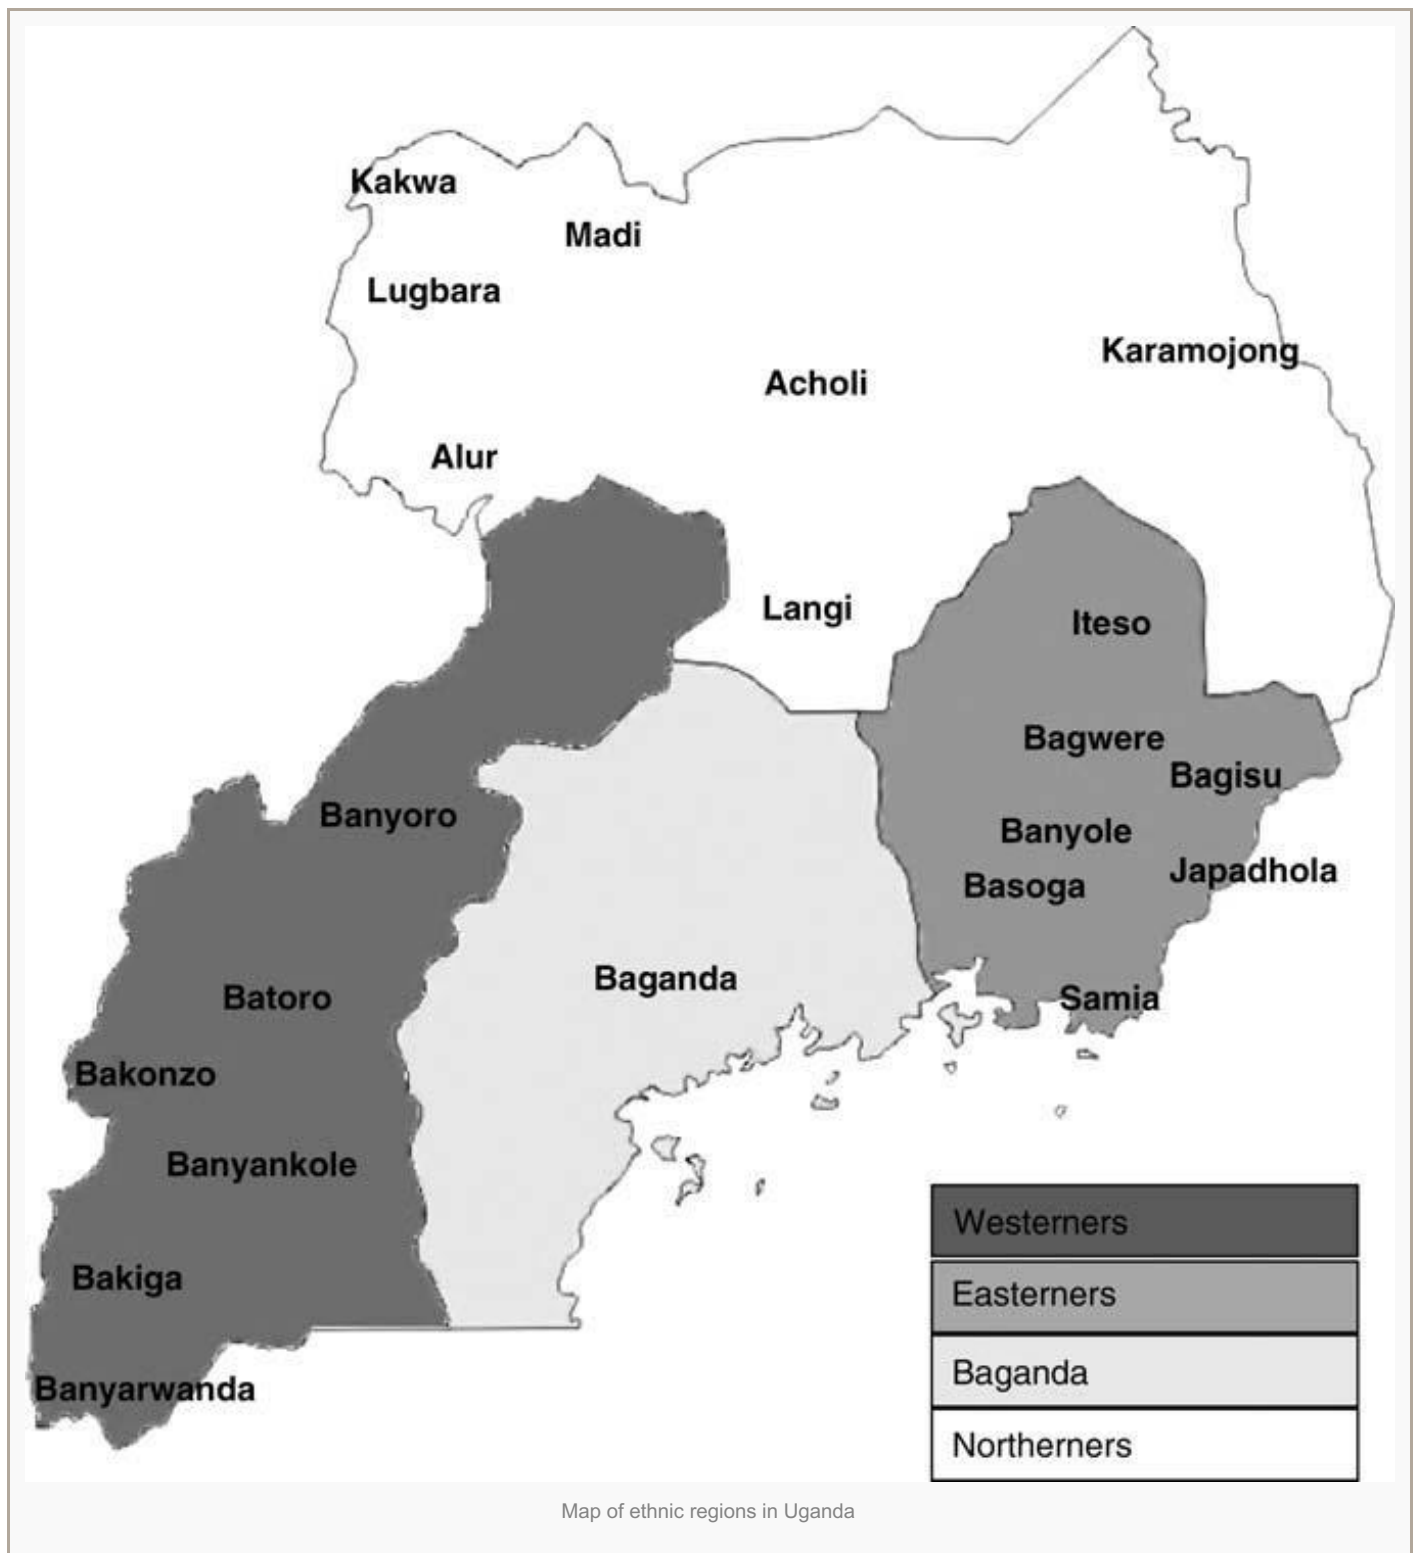 Kakwa
Madi
Lugbara
Karamojong
Acholi
Alur
Langi
Iteso
Bagwere
Bagisu
Banyoro
Banyole
Japadhola
Basoga
Baganda
Batoro
Samia
Bakonzo
Banyankole
Westerners
Bakiga
Easterners
Baganda
Banyarwanda
Northerners
Map of ethnic regions in Uganda